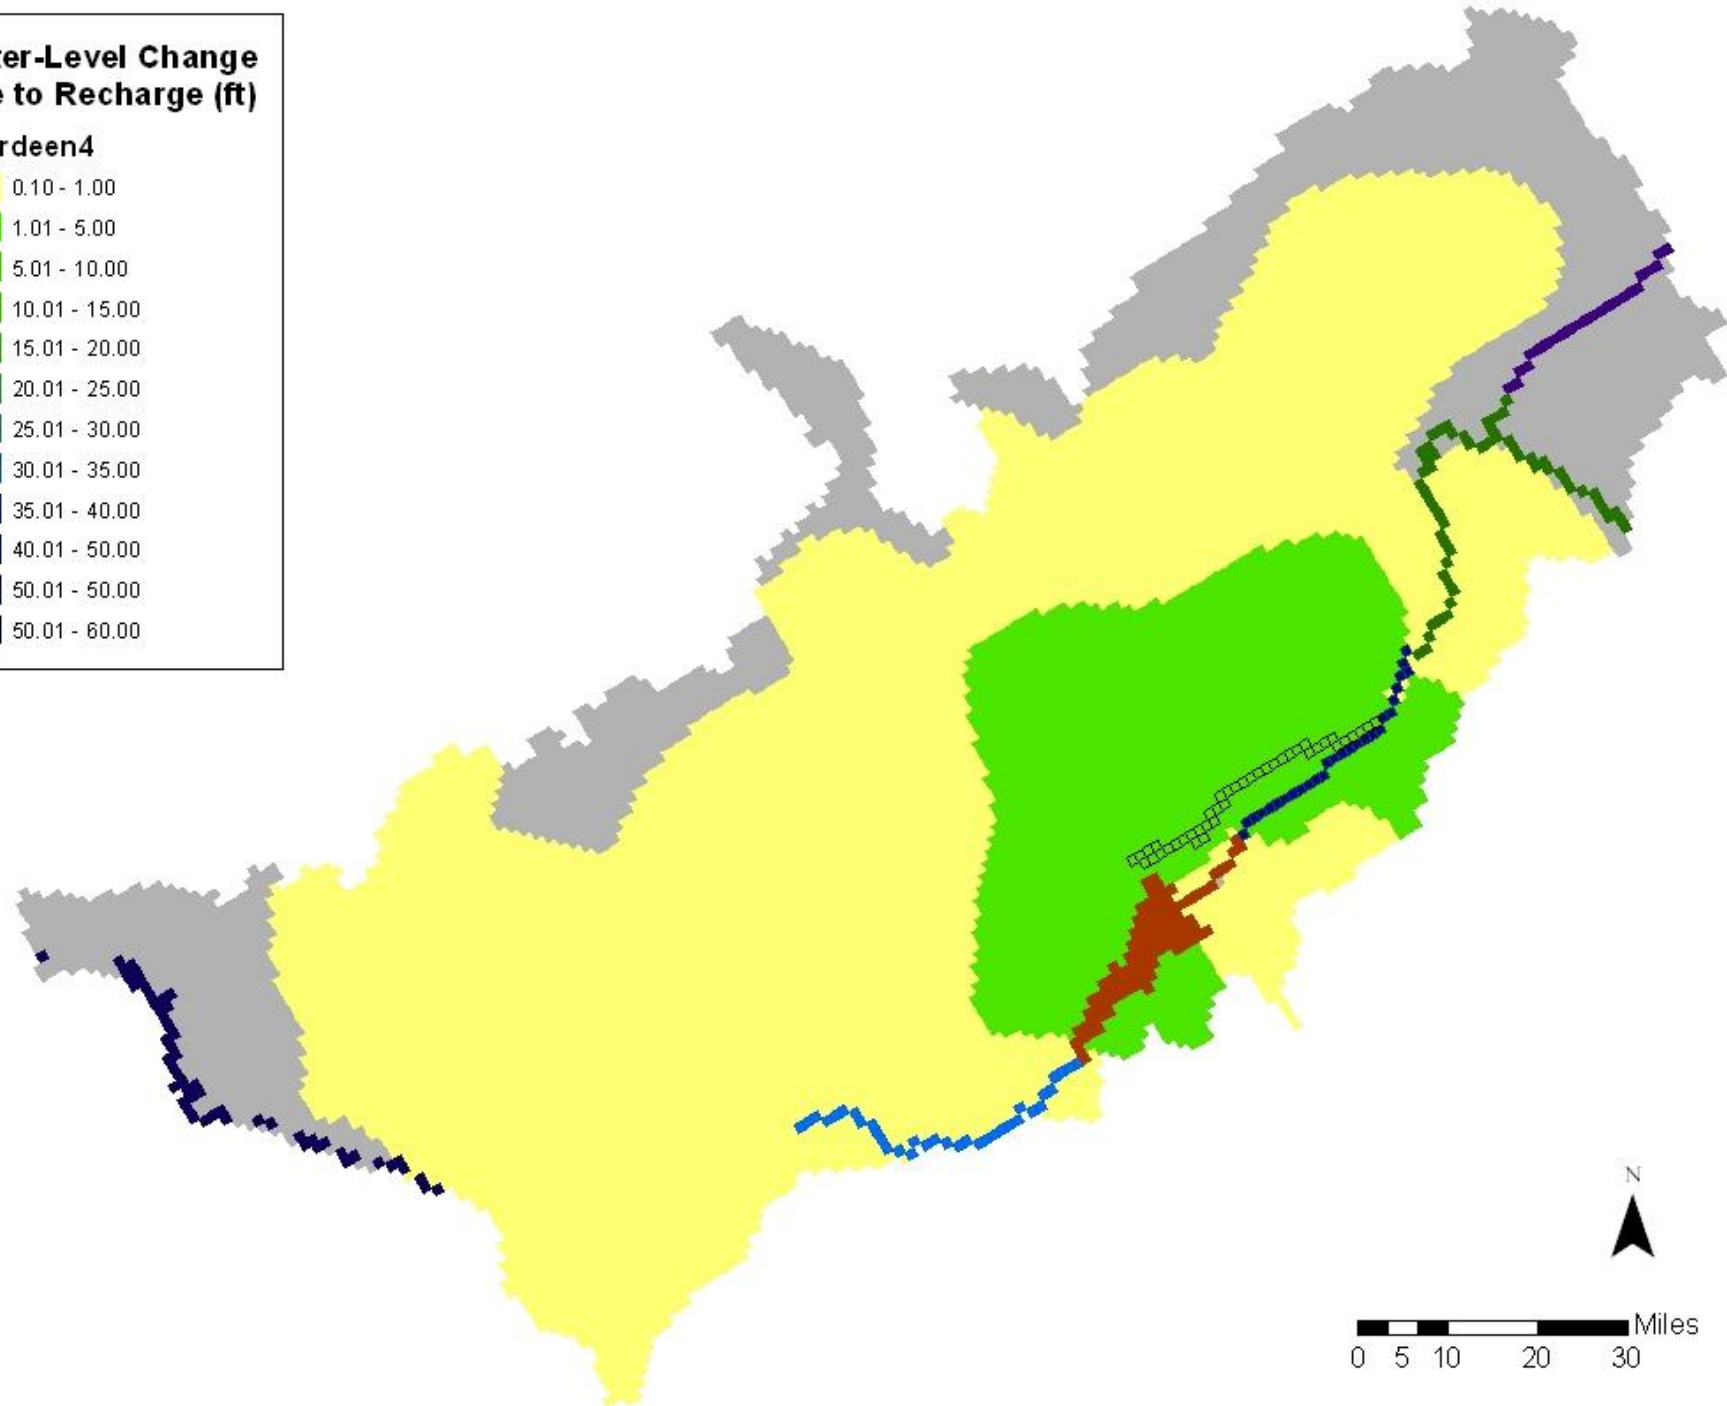 ter-Level Change
e to Recharge (ft)
rdeen4
0.10 - 1.00
1.01 - 5.00
5.01 - 10.00
10.01 - 15.00
15.01 - 20.00
20.01 - 25.00
25.01 - 30.00
30.01 - 35.00
35.01 - 40.00
40.01 - 50.00
50.01 - 50.00
50.01 - 60.00
N
Miles
0 5 10 20 30